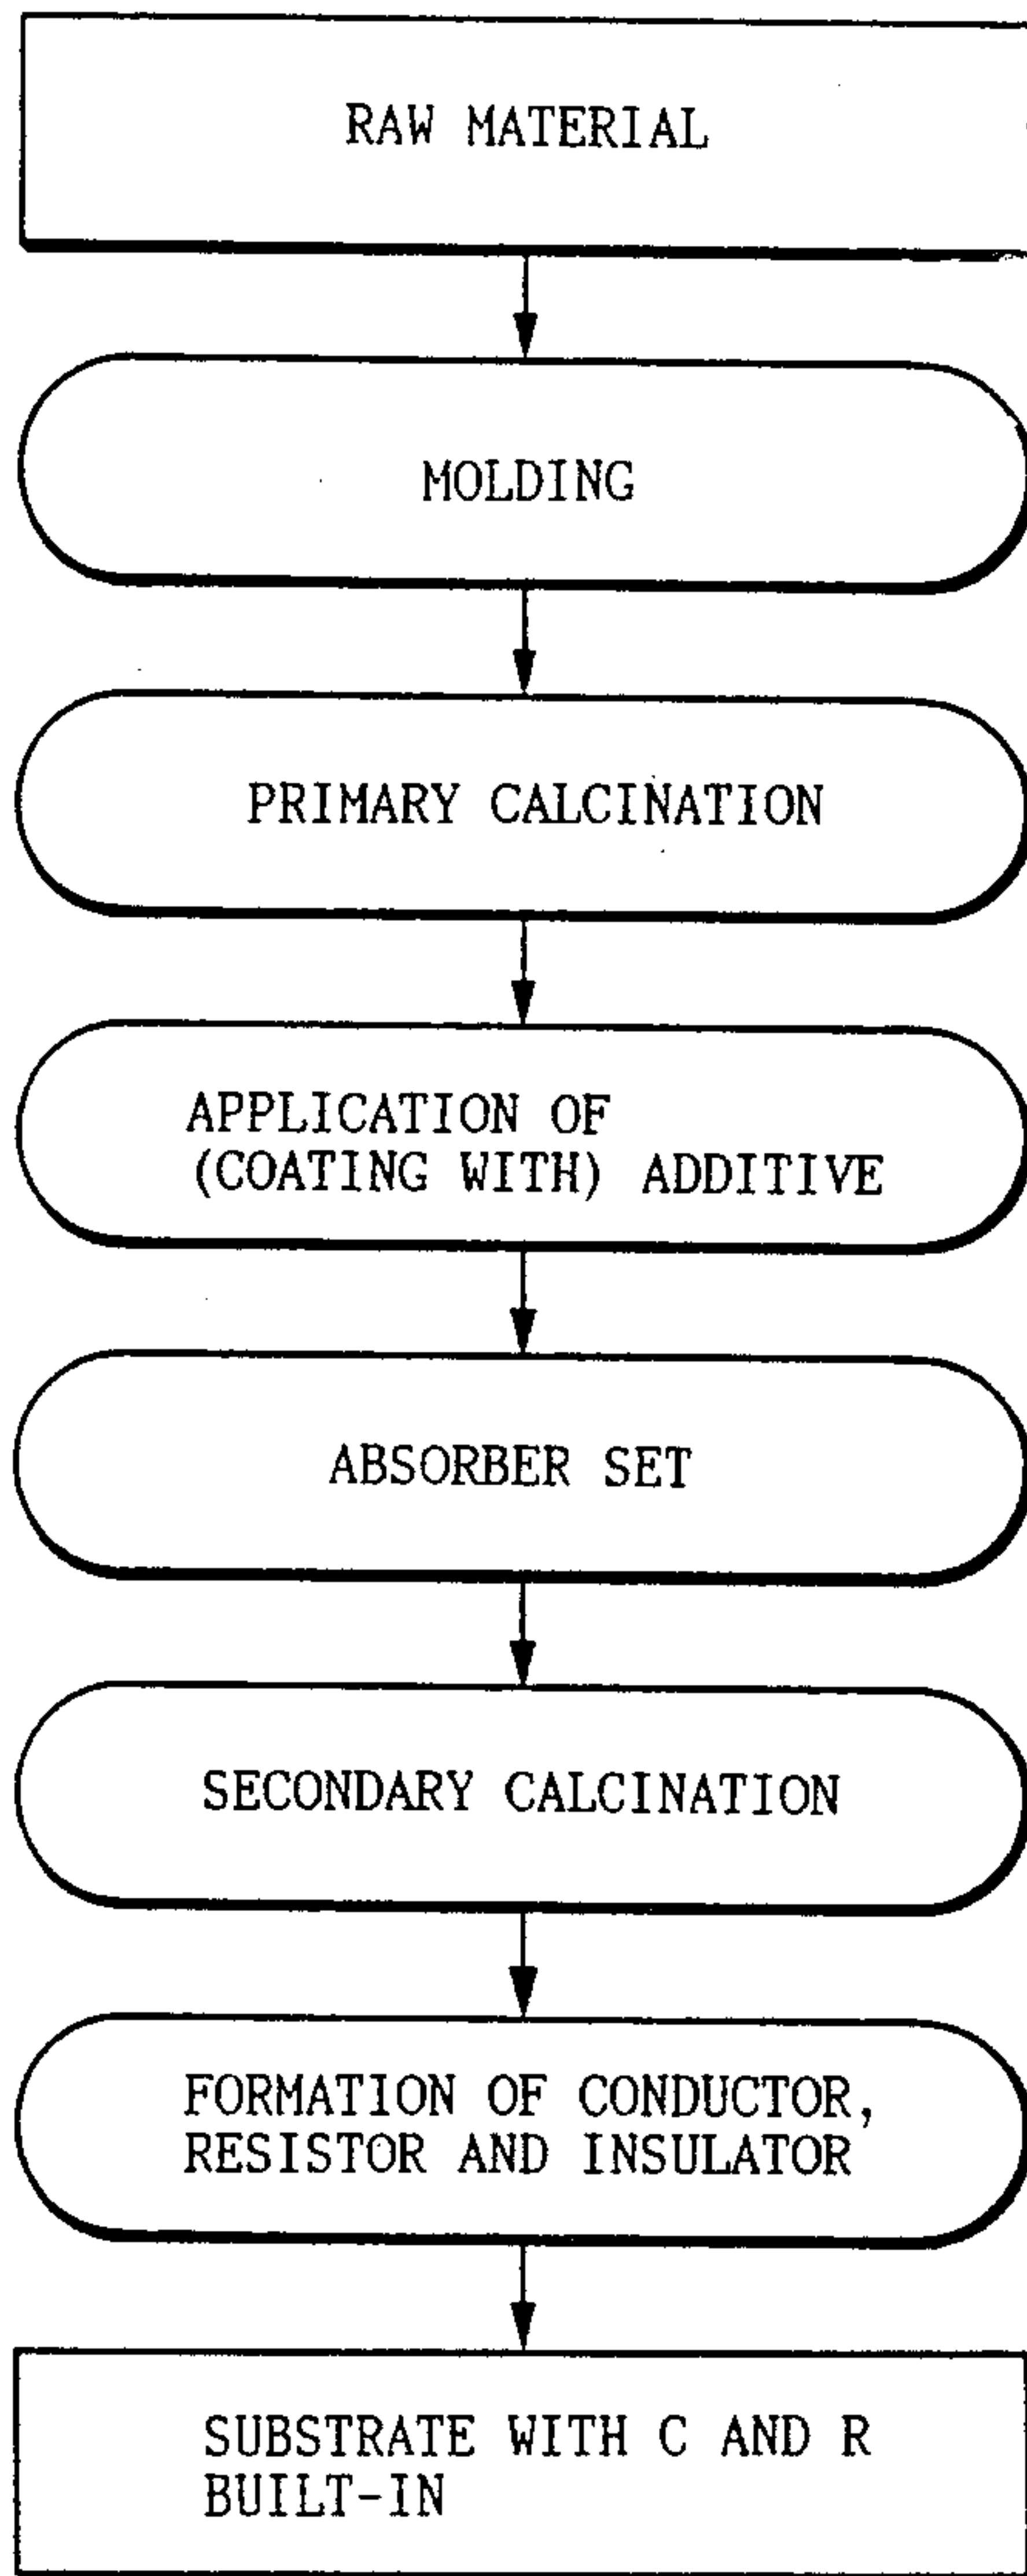 RAW MATERIAL
MOLDING
PRIMARY CALCINATION
APPLICATION OF
(COATING WITH) ADDITIVE
ABSORBER SET
SECONDARY CALCINATION
FORMATION OF CONDUCTOR,
RESISTOR AND INSULATOR
SUBSTRATE WITH C AND R
BUILT-IN